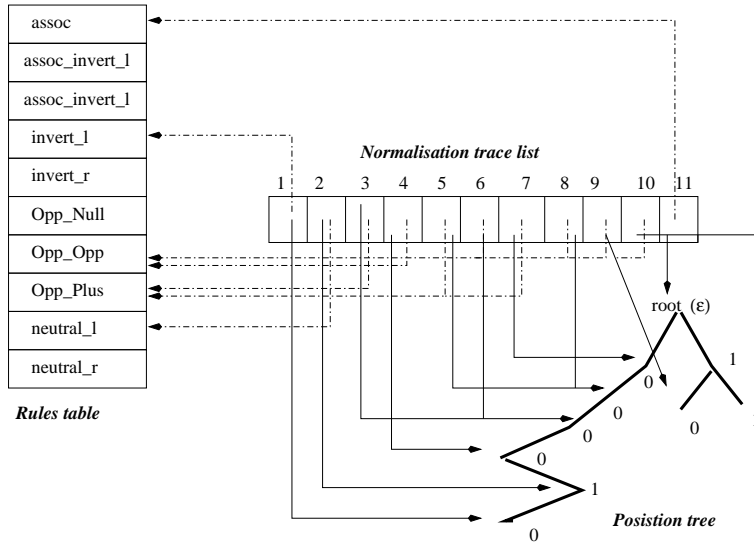 assoc
assoc_invert_l
assoc_invert_l
invert_l
invert_r
Opp_Null
Opp_Opp
Opp_Plus
neutral_l
neutral_r
Rules table
Normalisation trace list
1 2 3 4 5 6 7 8 9 10 11
root (ε)
1
0
0
0
0
0
1
0
Posistion tree